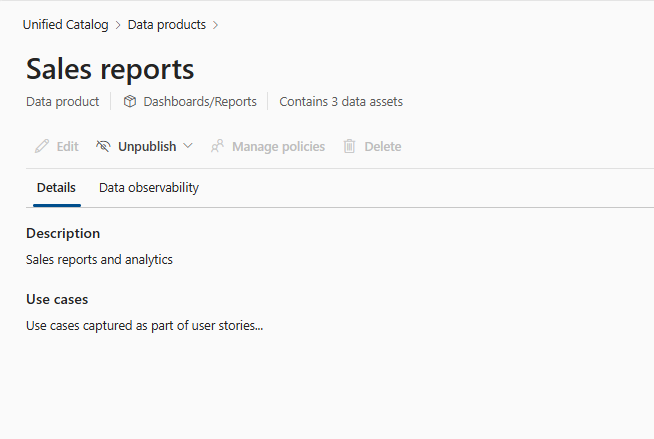 Unified Catalog > Data products >
Sales reports
Data product Dashboards/Reports Contains 3 data assets
Edit Unpublish Manage policies Delete
Details Data observability
Description
Sales reports and analytics
Use cases
Use cases captured as part of user stories...